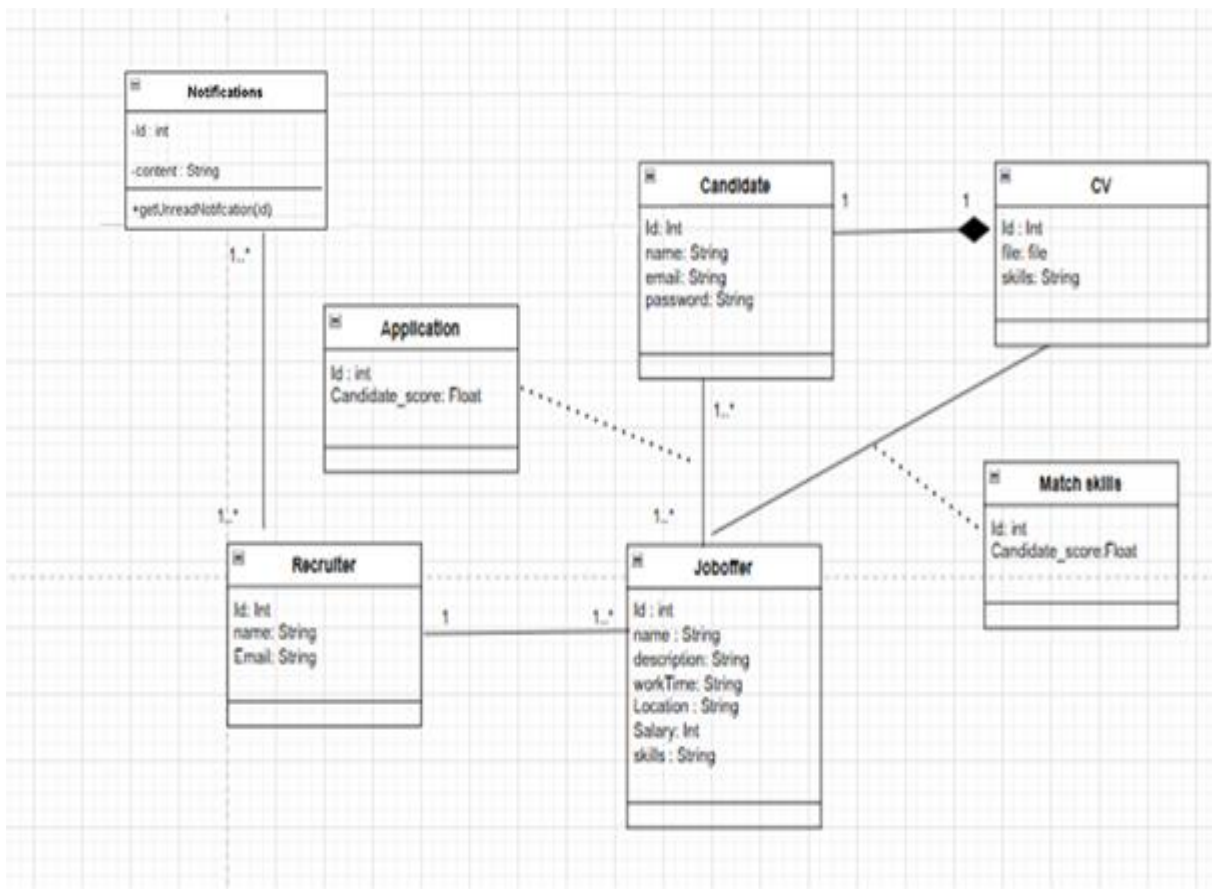 Notifications
-Id : int
-content : String
+getUnreadNotifcation(id)
1..*
1..*
Application
Id : int
Candidate_score: Float
Candidate
Id: Int
name: String
email: String
password: String
1
1
CV
Id : Int
file: file
skills: String
1..*
1..*
Match skills
Id: int
Candidate_score:Float
Recruiter
Id: Int
name: String
Email: String
1
1..*
Joboffer
Id : int
name : String
description: String
workTime: String
Location : String
Salary: Int
skills : String